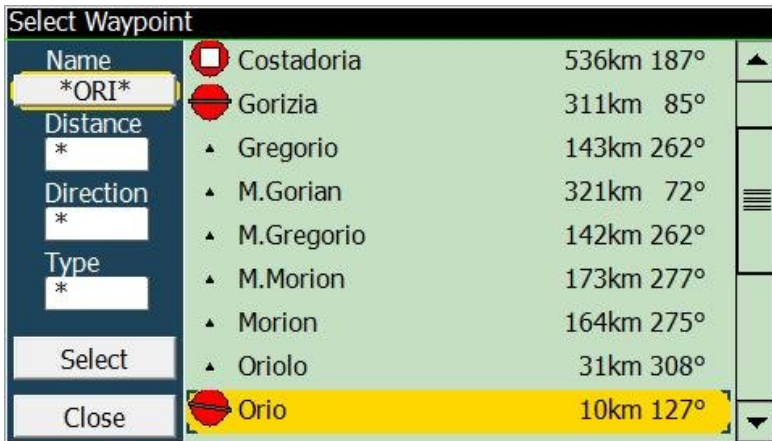 Select Waypoint
Name
*ORI*
Distance
*
Direction
*
Type
*
Select
Close
Costadoria 536km 187°
Gorizia 311km 85°
Gregorio 143km 262°
M.Gorian 321km 72°
M.Gregorio 142km 262°
M.Morion 173km 277°
Morion 164km 275°
Oriolo 31km 308°
Orio 10km 127°